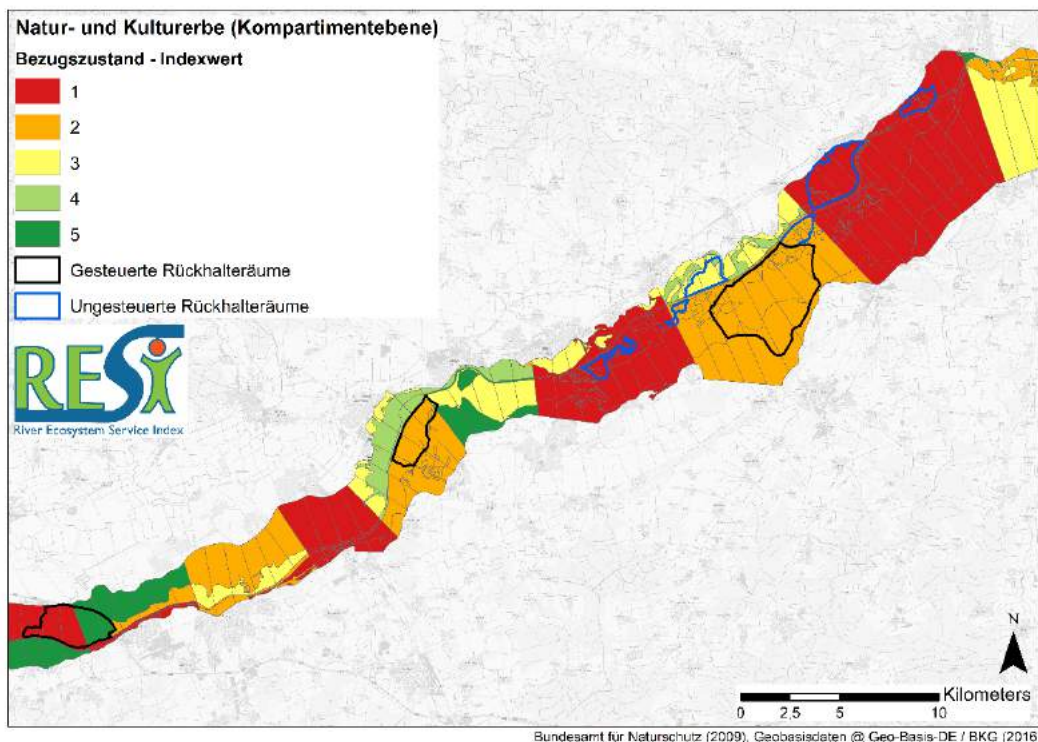 Natur- und Kulturerbe (Kompartimentebene)
Bezugszustand - Indexwert
1
2
3
4
5
Gesteuerte Rückhalteräume
Ungesteuerte Rückhalteräume
RESI
River Ecosystem Service Index
N
Kilometers
0 2,5 5 10
Bundesamt für Naturschutz (2009), Geobasisdaten @ Geo-Basis-DE / BKG (2016